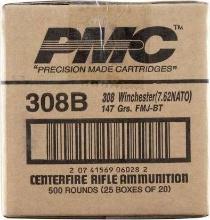 PMC™
"PRECISION MADE CARTRIDGES"
308B
308 Winchester(7.62NATO)
147 Grs. FMJ-BT
2 07 41569 06028 2
CENTERFIRE RIFLE AMMUNITION
500 ROUNDS (25 BOXES OF 20)